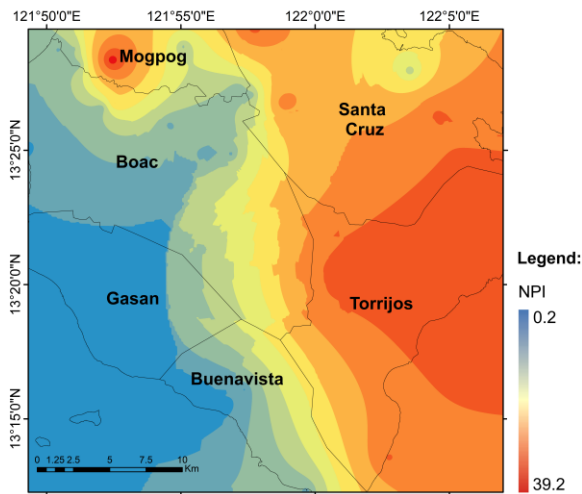 121°50'0"E 121°55'0"E 122°0'0"E 122°5'0"E
Mogpog
Santa
Cruz
13°25'0"N
Boac
13°20'0"N
Gasan
Torrijos
Buenavista
13°15'0"N
0 1.25 2.5 5 7.5 10
Km
Legend:
NPI
0.2
39.2